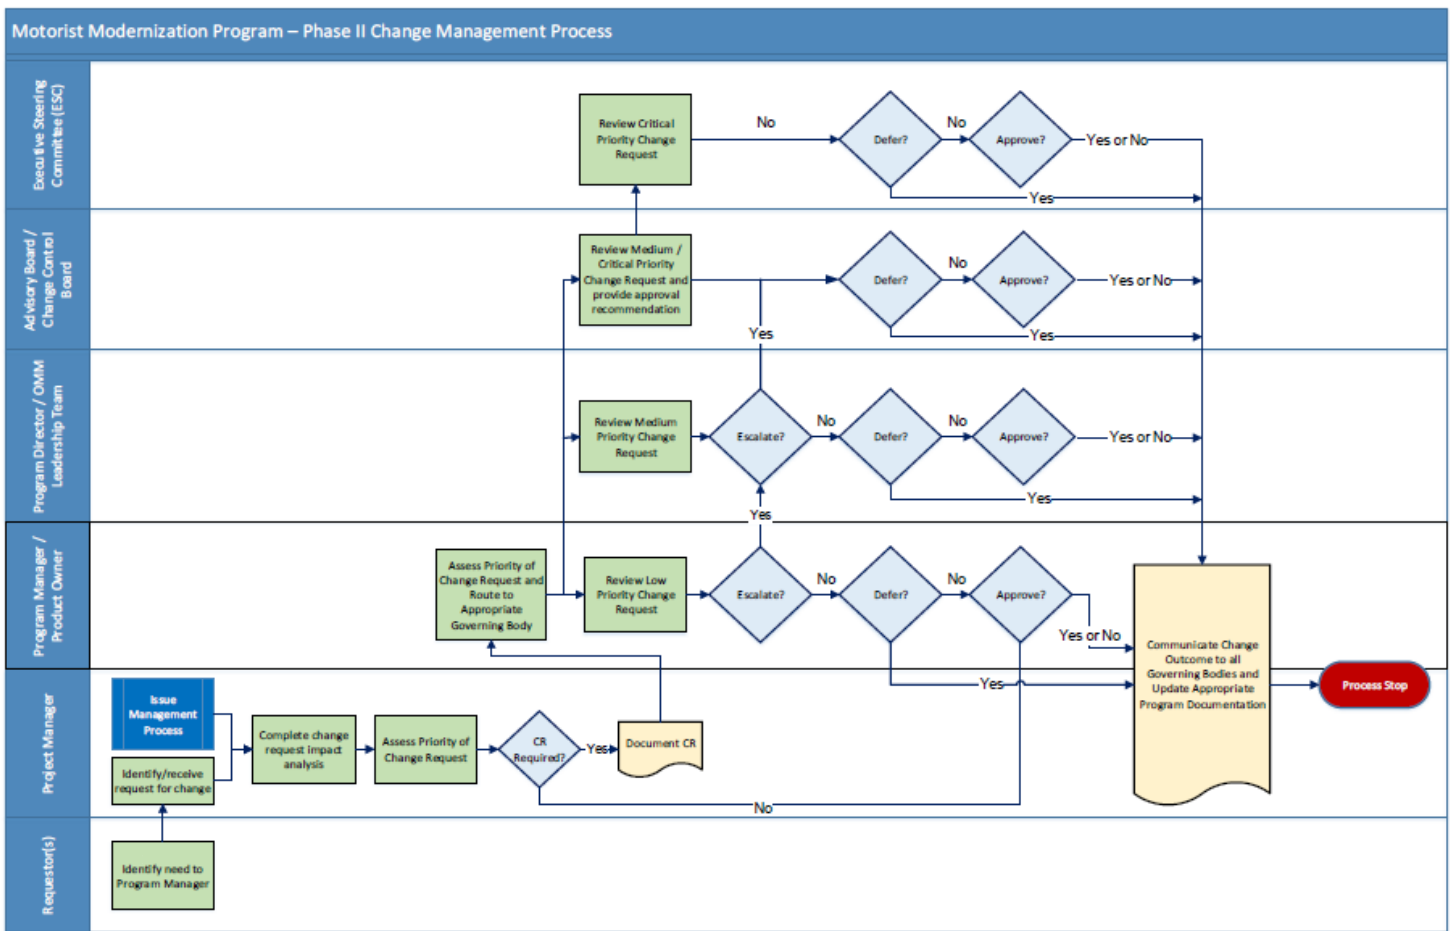 Motorist Modernization Program – Phase II Change Management Process
Executive Steering
Committee (ESC)
Review Critical
Priority Change
Request
No
Defer?
No
Approve?
Yes or No
Yes
Advisory Board /
Change Control
Board
Review Medium /
Critical Priority
Change Request and
provide approval
recommendation
Defer?
No
Approve?
Yes or No
Yes
Yes
Program Director / OMM
Leadership Team
Review Medium
Priority Change
Request
Escalate?
No
Defer?
No
Approve?
Yes or No
Yes
Yes
Program Manager /
Product Owner
Assess Priority of
Change Request and
Route to
Appropriate
Governing Body
Review Low
Priority Change
Request
Escalate?
No
Defer?
No
Approve?
Yes or No
Yes
Communicate Change
Outcome to all
Governing Bodies and
Update Appropriate
Program Documentation
Process Stop
Project Manager
Issue
Management
Process
Identify/receive
request for change
Complete change
request impact
analysis
Assess Priority of
Change Request
CR
Required?
Yes
Document CR
No
Requestor(s)
Identify need to
Program Manager